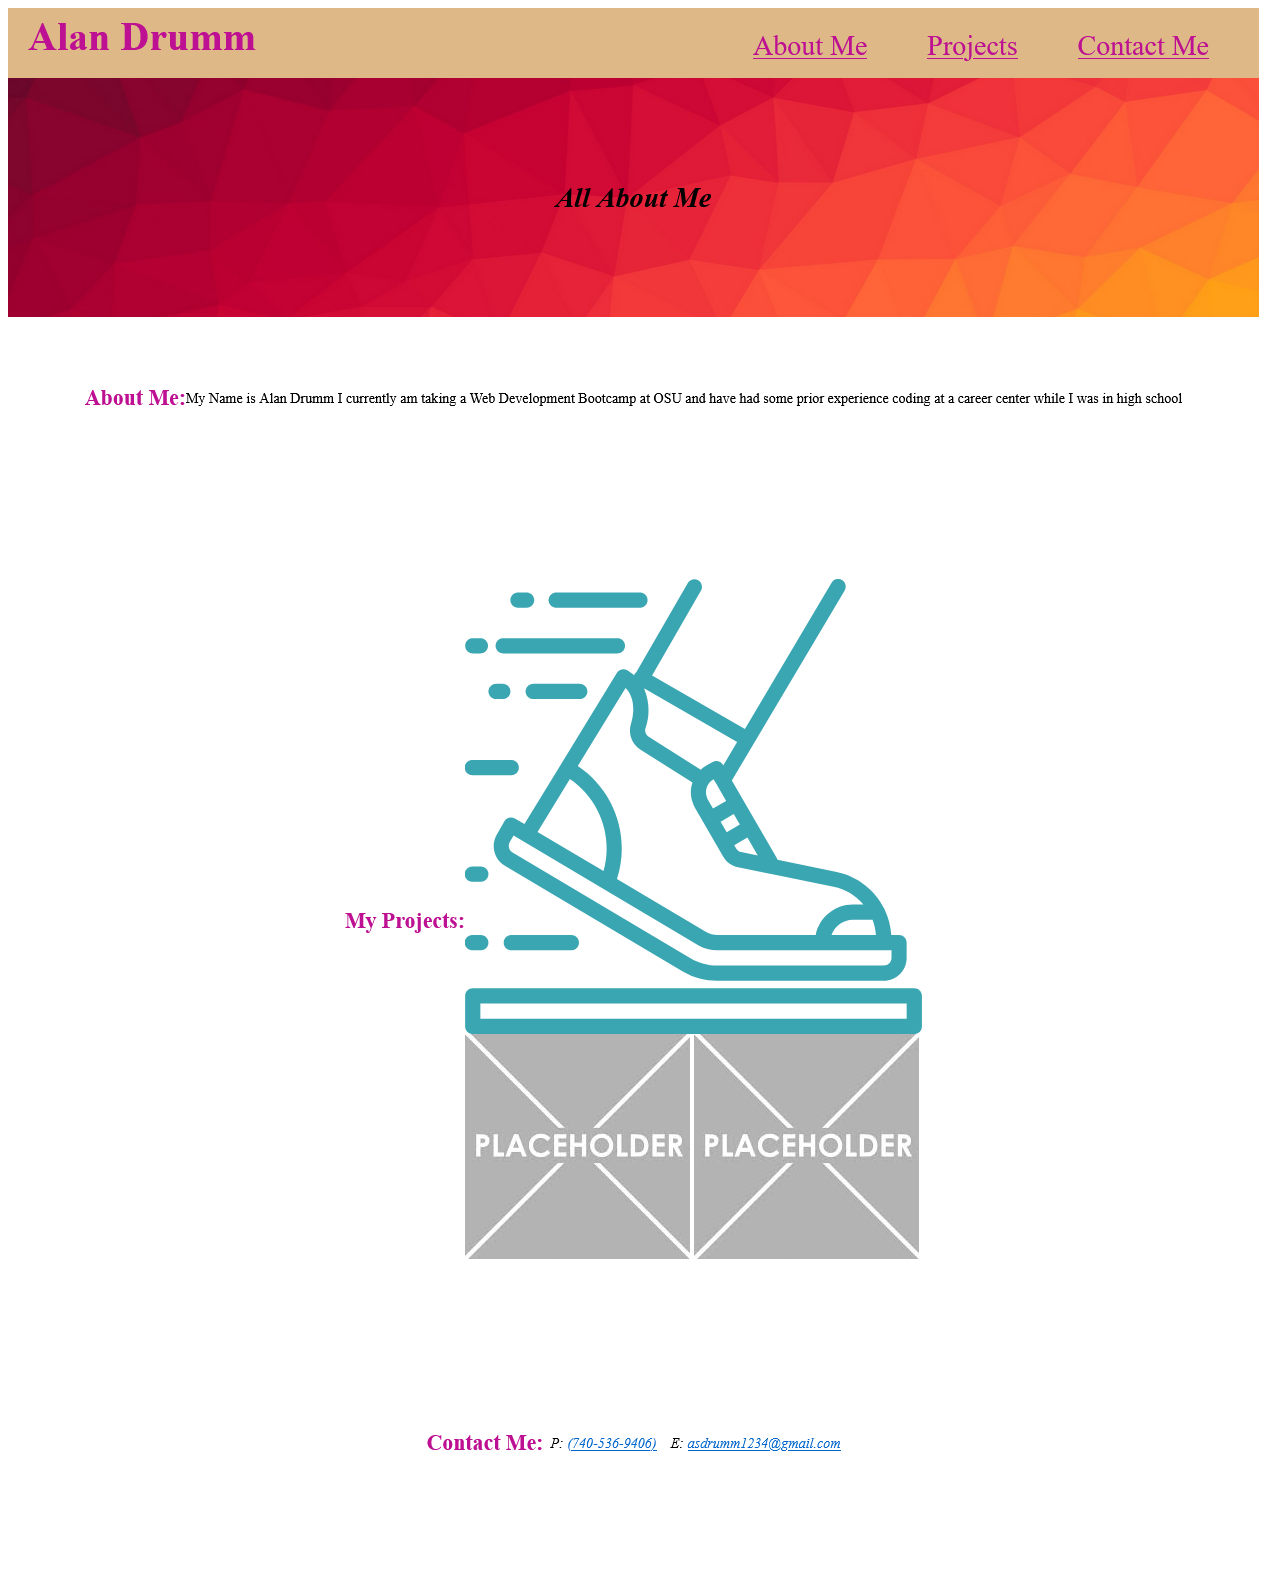 Alan Drumm
About Me Projects Contact Me
All About Me
About Me:My Name is Alan Drumm I currently am taking a Web Development Bootcamp at OSU and have had some prior experience coding at a career center while I was in high school
My Projects:
PLACEHOLDER PLACEHOLDER
Contact Me: P: (740-536-9406) E: asdrumm1234@gmail.com